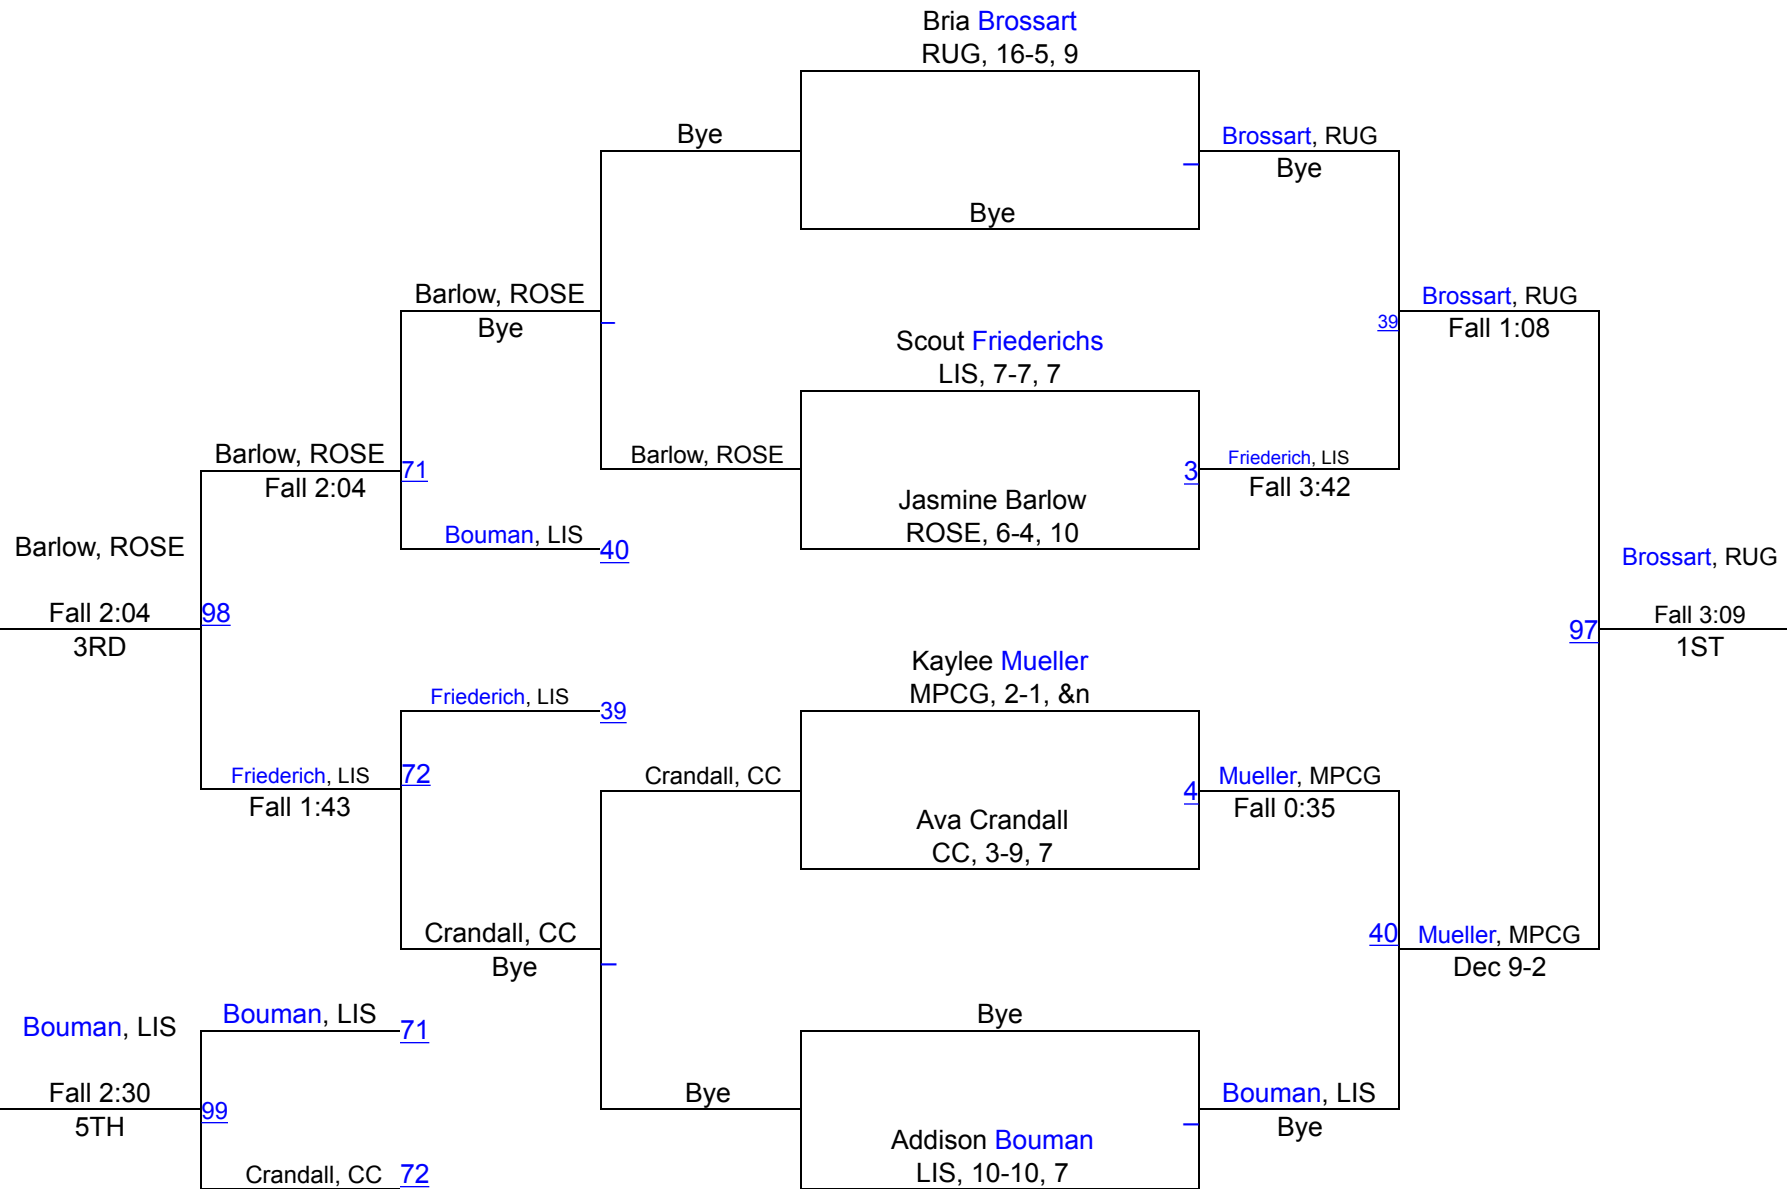 Bria Brossart
RUG, 16-5, 9
Bye
Brossart, RUG
Bye
Bye
Barlow, ROSE
Bye
Brossart, RUG
39
Fall 1:08
Scout Friederichs
LIS, 7-7, 7
Barlow, ROSE
71
Fall 2:04
Barlow, ROSE
3
Friederich, LIS
Fall 3:42
Jasmine Barlow
ROSE, 6-4, 10
Bouman, LIS
40
Barlow, ROSE
Fall 2:04
98
3RD
Brossart, RUG
Fall 3:09
97
1ST
Kaylee Mueller
MPCG, 2-1, &n
Friederich, LIS
39
Friederich, LIS
72
Fall 1:43
Crandall, CC
4
Mueller, MPCG
Fall 0:35
Ava Crandall
CC, 3-9, 7
Crandall, CC
Bye
40
Mueller, MPCG
Dec 9-2
Bouman, LIS
Bouman, LIS
71
Bye
Fall 2:30
99
5TH
Bye
Bouman, LIS
Bye
Addison Bouman
LIS, 10-10, 7
Crandall, CC
72